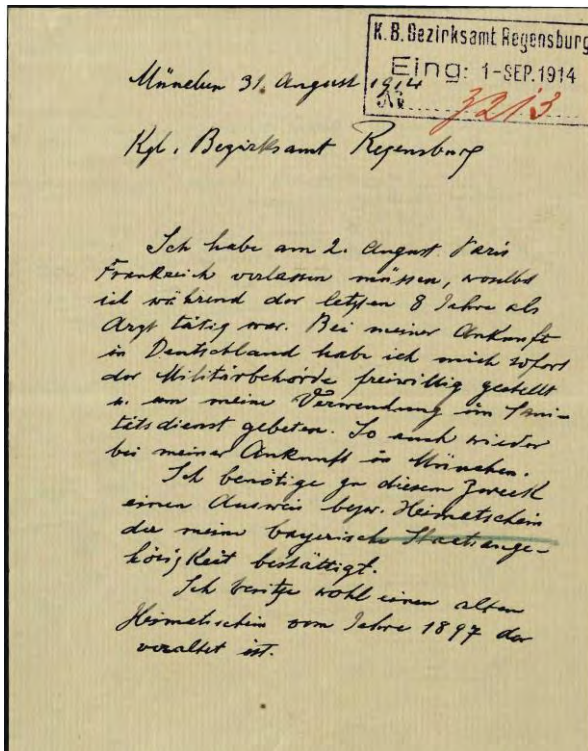 K.B. Bezirksamt Regensburg
Eing: 1-SEP. 1914
№ 3213
München 31. August 1914
Kgl. Bezirksamt Regensburg
Ich habe am 2. August Paris
Frankreich verlassen müssen, woselbst
ich während der letzten 8 Jahre als
Arzt tätig war. Bei meiner Ankunft
in Deutschland habe ich mich sofort
der Militärbehörde freiwillig gestellt
u. um meine Verwendung im Sani-
tätsdienst gebeten. So auch wieder
bei meiner Ankunft in München.
Ich benötige zu diesem Zweck
einen Ausweis bezw. Heimatschein
der meine bayerische Staatsange-
hörigkeit bestättigt.
Ich besitze wohl einen alten
Heimatschein vom Jahre 1897 der
veraltet ist.